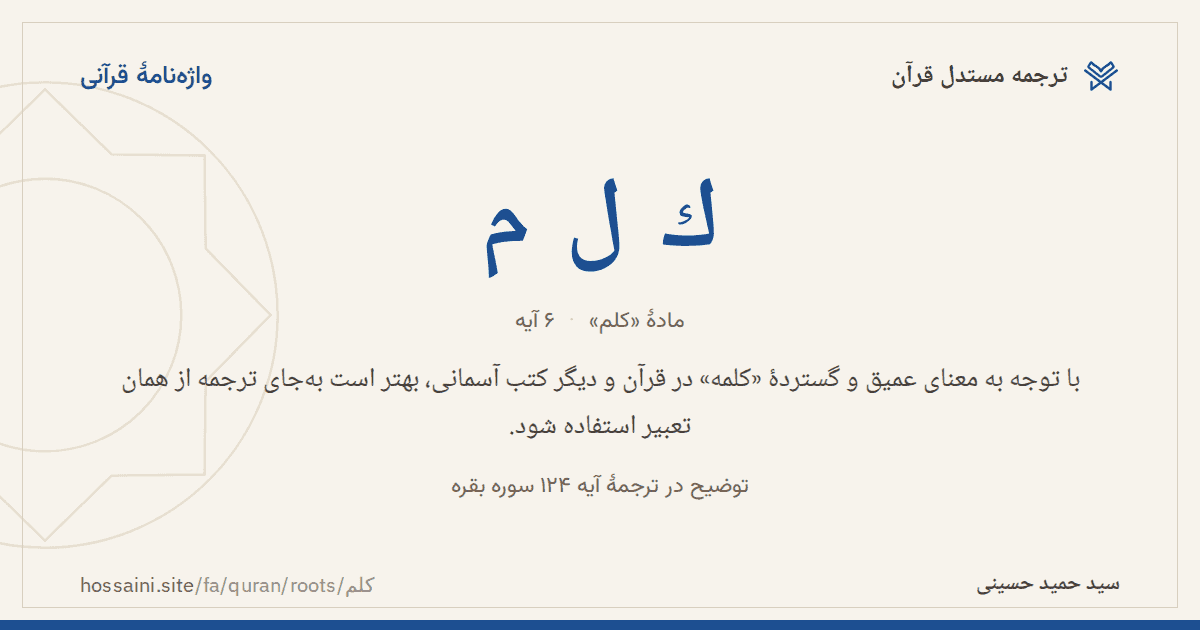 ترجمه مستدل قرآن
واژه‌نامهٔ قرآنی
ك ل م
مادهٔ «کلم» · ۶ آیه
با توجه به معنای عمیق و گستردهٔ «کلمه» در قرآن و دیگر کتب آسمانی، بهتر است به‌جای ترجمه از همان
تعبیر استفاده شود.
توضیح در ترجمهٔ آیه ۱۲۴ سوره بقره
سید حمید حسینی
hossaini.site/fa/quran/roots/کلم